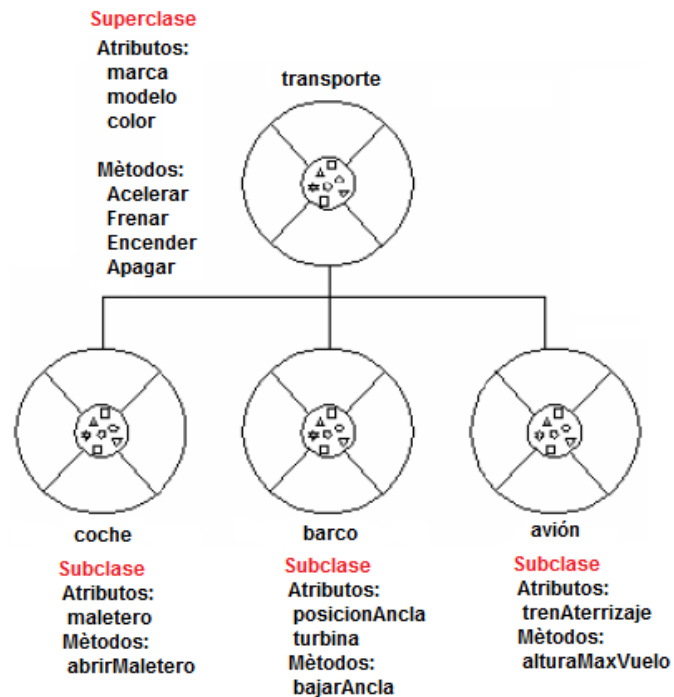 Superclase
Atributos:
marca
modelo
color
transporte
Mètodos:
Acelerar
Frenar
Encender
Apagar
coche
Subclase
Atributos:
maletero
Mètodos:
abrirMaletero
barco
Subclase
Atributos:
posicionAncla
turbina
Mètodos:
bajarAncla
avión
Subclase
Atributos:
trenAterrizaje
Mètodos:
alturaMaxVuelo